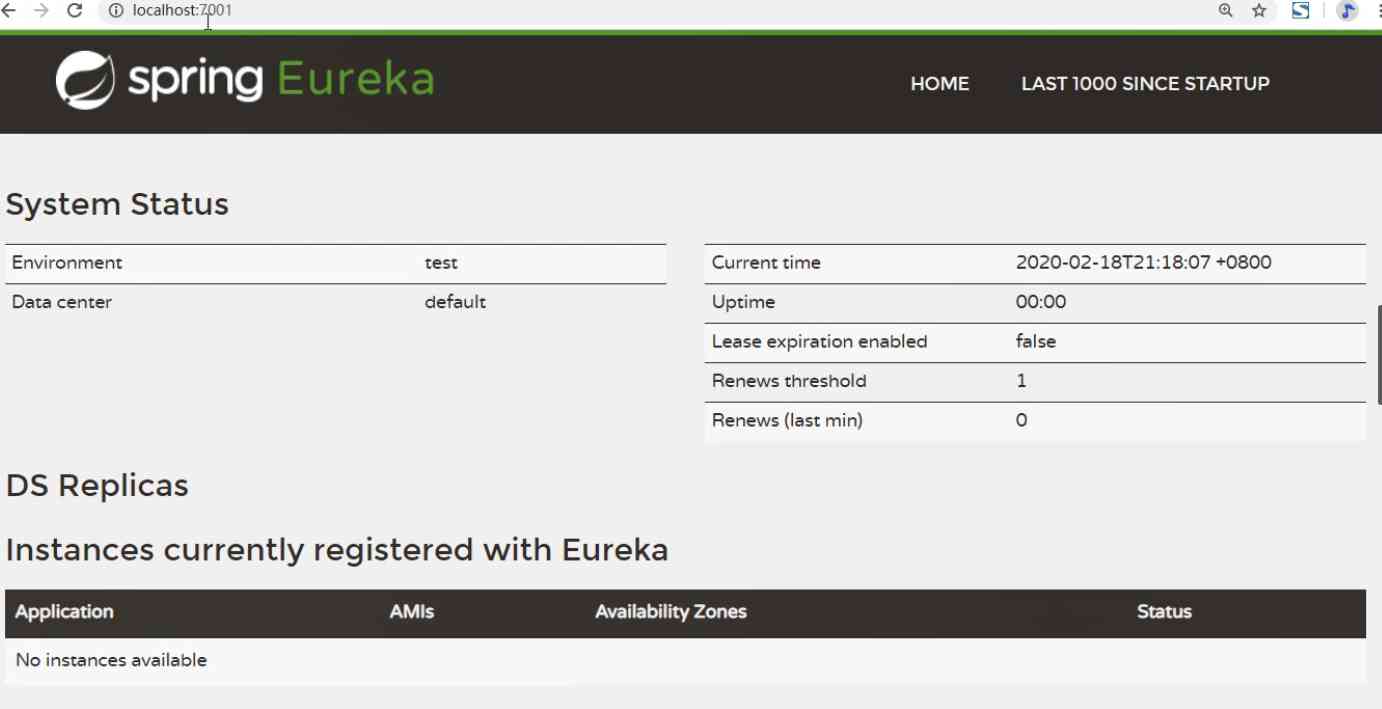 localhost:7001
spring Eureka
HOME LAST 1000 SINCE STARTUP
System Status
Environment test
Data center default
Current time 2020-02-18T21:18:07 +0800
Uptime 00:00
Lease expiration enabled false
Renews threshold 1
Renews (last min) 0
DS Replicas
Instances currently registered with Eureka
Application AMIs Availability Zones Status
No instances available